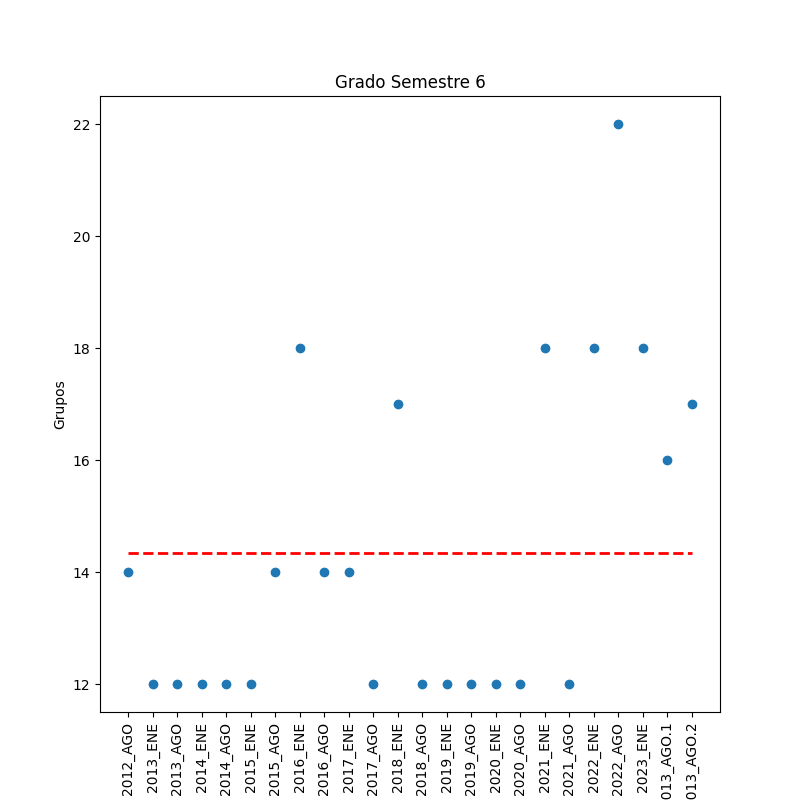 Grado Semestre 6
Grupos
22
20
18
16
14
12
2012_AGO
2013_ENE
2013_AGO
2014_ENE
2014_AGO
2015_ENE
2015_AGO
2016_ENE
2016_AGO
2017_ENE
2017_AGO
2018_ENE
2018_AGO
2019_ENE
2019_AGO
2020_ENE
2020_AGO
2021_ENE
2021_AGO
2022_ENE
2022_AGO
2023_ENE
013_AGO.1
013_AGO.2